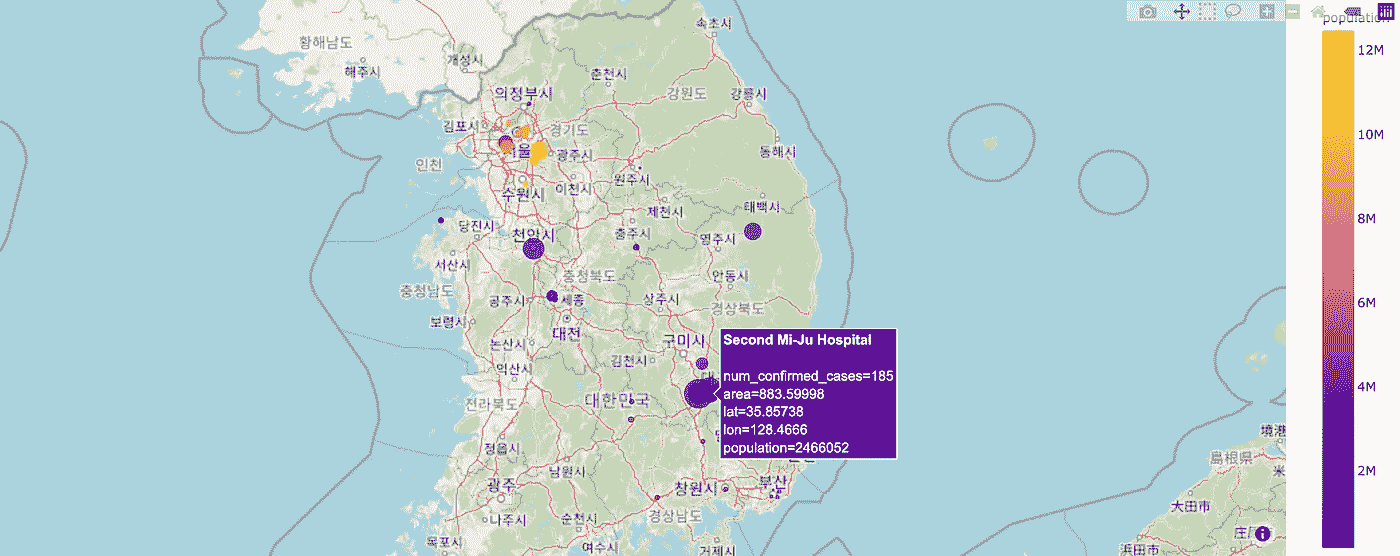 속초시
population
황해남도
개성시
해주시
춘천시
12M
의정부시
강원도
강릉시
김포시
경기도
10M
서울
광주시
동해시
인천
이천시
원주시
수원시
제천시
태백시
8M
당진시
천안시
충주시
영주시
서산시
충청북도
안동시
충청남도
공주시
세종
상주시
경상북도
6M
보령시
대전
논산시
구미시
Second Mi-Ju Hospital
김천시
익산시
num_confirmed_cases=185
4M
area=883.59998
전라북도
대한민국
lat=35.85738
lon=128.4666
정읍시
population=2466052
境港
島根県
米
남원시
2M
광주
창원시
부산
나주시
순천시
경상남도
大田市
목포시
여수시
거제시
浜田市